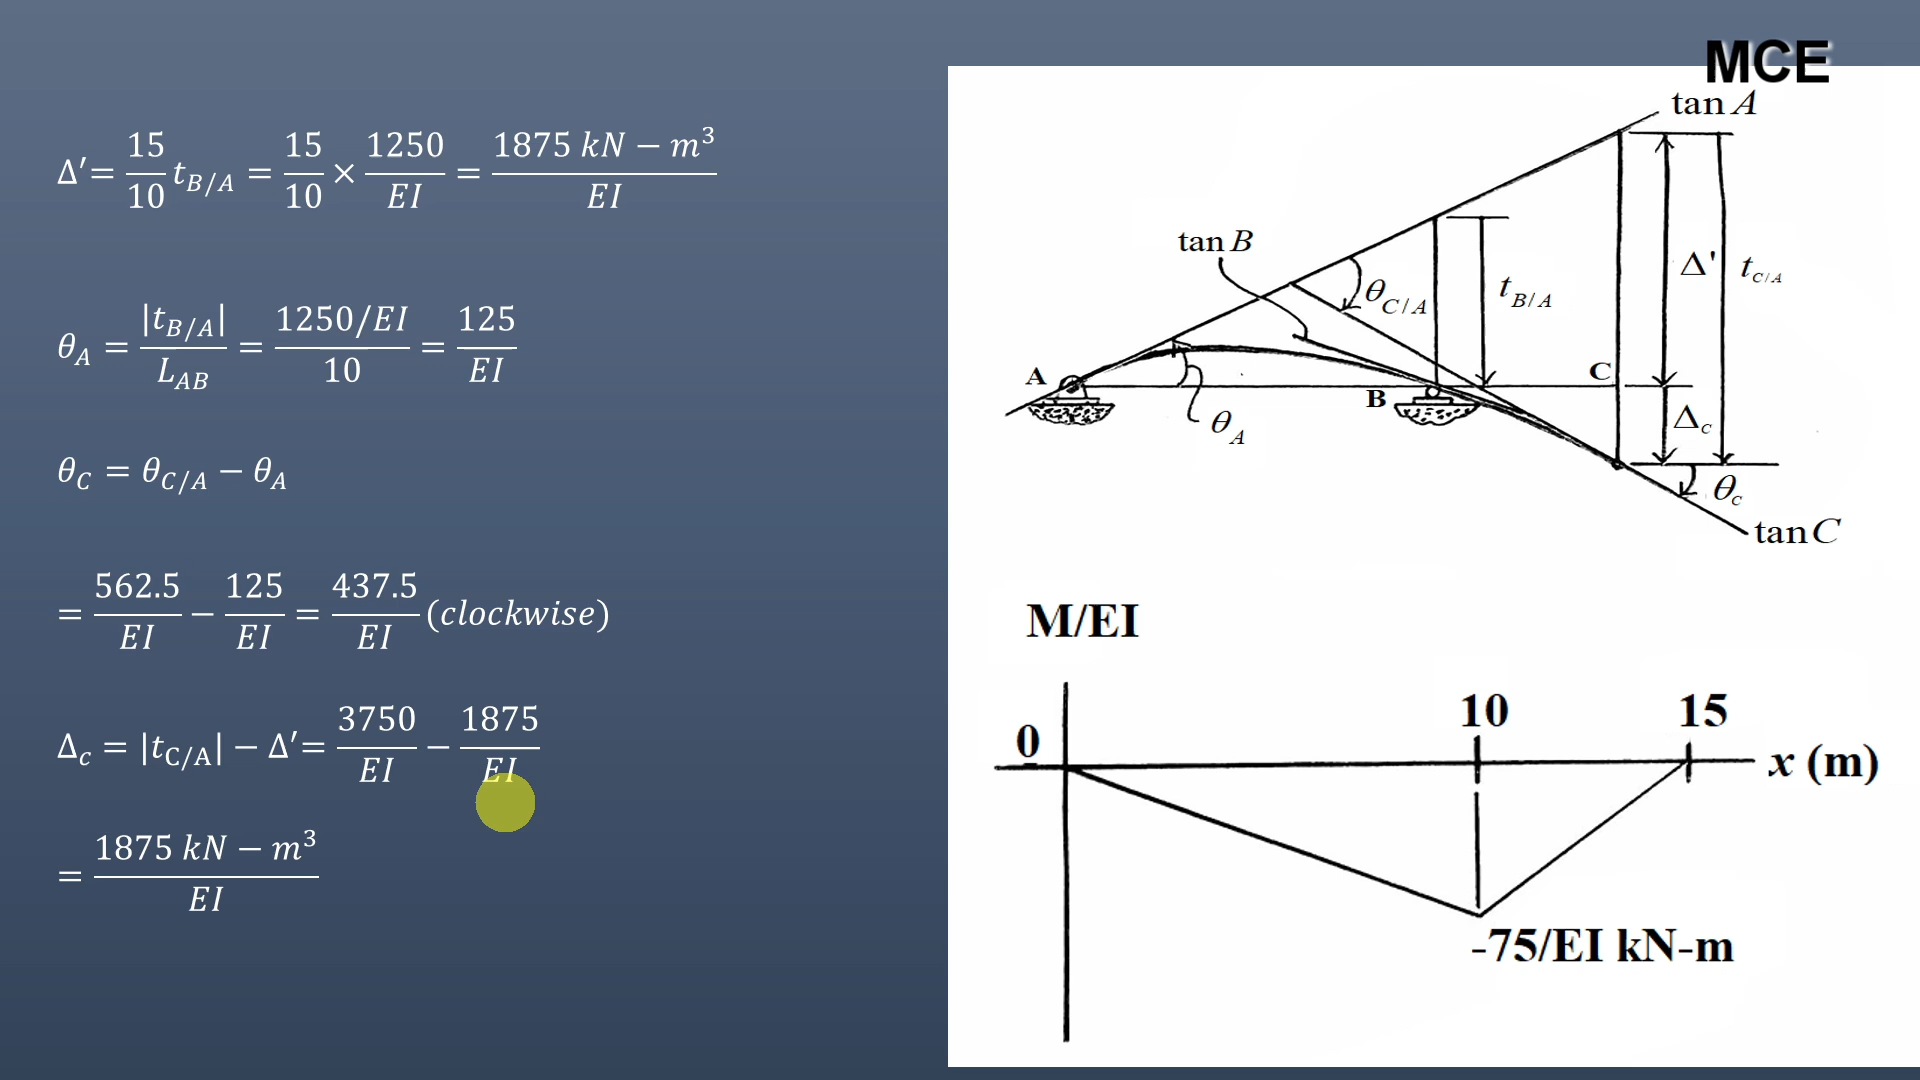 MCE
Δ′= 15/10 t_B/A = 15/10 × 1250/EI = 1875 kN − m³/EI
θ_A = |t_B/A|/L_AB = 1250/EI/10 = 125/EI
θ_C = θ_C/A − θ_A
= 562.5/EI − 125/EI = 437.5/EI (clockwise)
Δ_c = |t_C/A| − Δ′= 3750/EI − 1875/EI
= 1875 kN − m³/EI
tan A
tan B
θ_C/A
t_B/A
Δ'
t_C/A
A
B
C
θ_A
Δ_c
θ_c
tan C
M/EI
0
10
15
x (m)
-75/EI kN-m